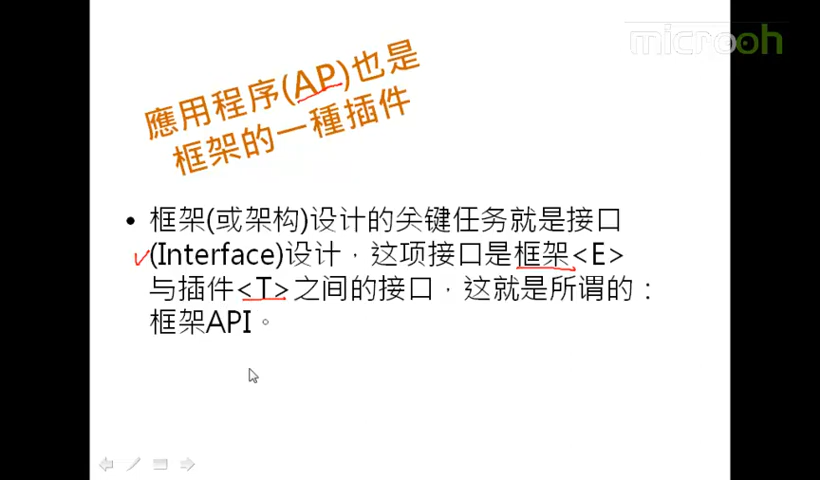 microoh
應用程序(AP)也是
框架的一種插件
• 框架(或架构)设计的关键任务就是接口
(Interface)设计，这项接口是框架<E>
与插件<T>之间的接口，这就是所谓的：
框架API。